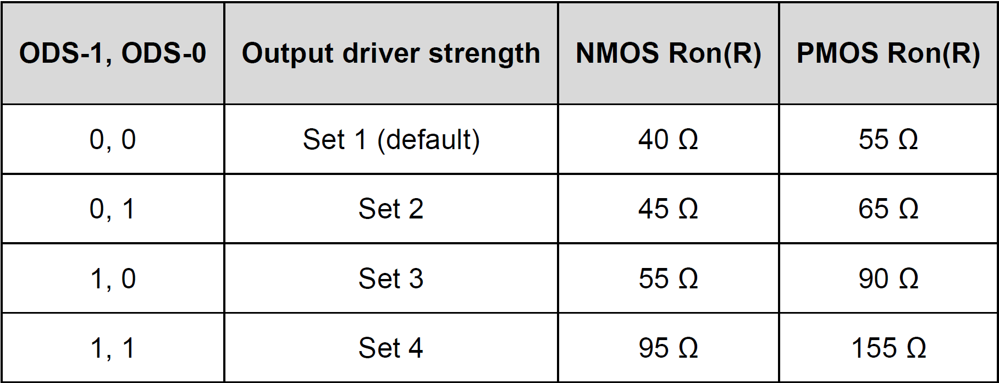 ODS-1, ODS-0 Output driver strength NMOS Ron(R) PMOS Ron(R)
0, 0 Set 1 (default) 40 Ω 55 Ω
0, 1 Set 2 45 Ω 65 Ω
1, 0 Set 3 55 Ω 90 Ω
1, 1 Set 4 95 Ω 155 Ω